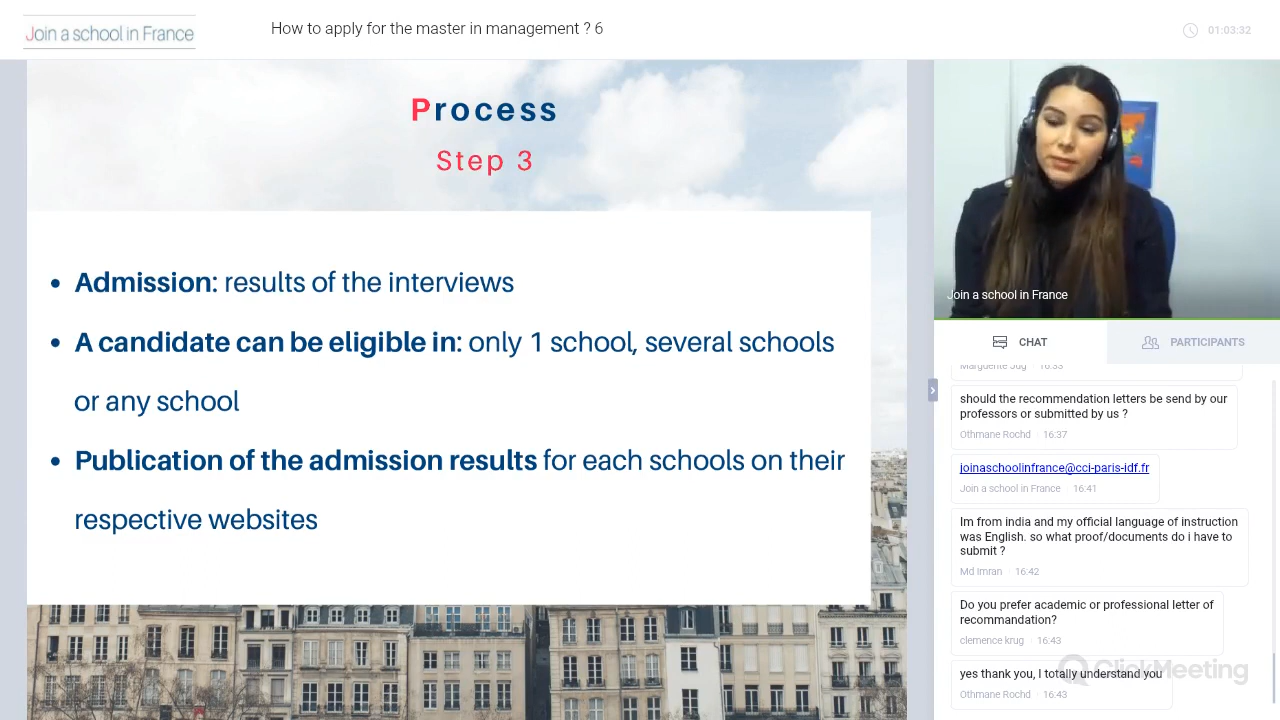 Join a school in France
How to apply for the master in management ? 6
01:03:32
Process
Step 3
• Admission: results of the interviews
• A candidate can be eligible in: only 1 school, several schools
or any school
• Publication of the admission results for each schools on their
respective websites
Join a school in France
CHAT
PARTICIPANTS
Marguerite Jug 16:35
should the recommendation letters be send by our
professors or submitted by us ?
Othmane Rochd 16:37
joinaschoolinfrance@cci-paris-idf.fr
Join a school in France 16:41
Im from india and my official language of instruction
was English. so what proof/documents do i have to
submit ?
Md Imran 16:42
Do you prefer academic or professional letter of
recommandation?
clemence krug 16:43
yes thank you, I totally understand you
Othmane Rochd 16:43
ClickMeeting